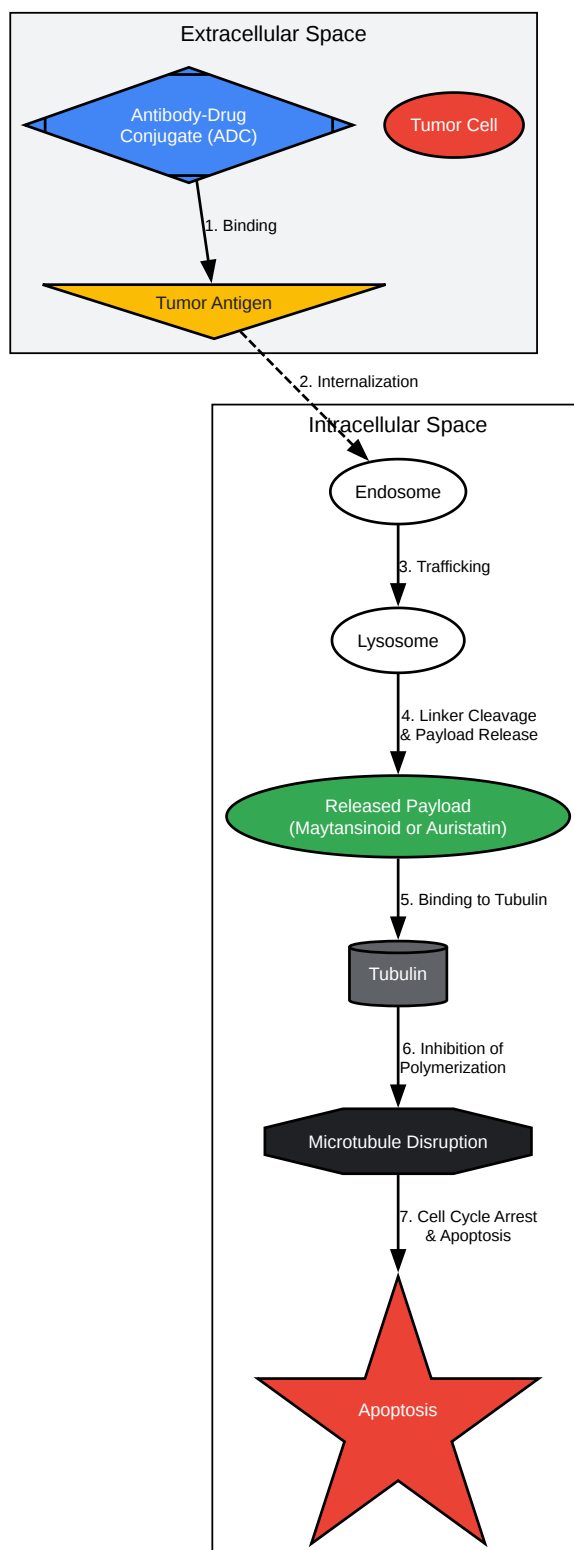 Extracellular Space
Antibody-Drug
Conjugate (ADC)
Tumor Cell
1. Binding
Tumor Antigen
2. Internalization
Intracellular Space
Endosome
3. Trafficking
Lysosome
4. Linker Cleavage
& Payload Release
Released Payload
(Maytansinoid or Auristatin)
5. Binding to Tubulin
Tubulin
6. Inhibition of
Polymerization
Microtubule Disruption
7. Cell Cycle Arrest
& Apoptosis
Apoptosis